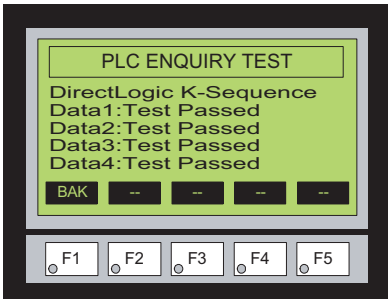 PLC ENQUIRY TEST
DirectLogic K-Sequence
Data1:Test Passed
Data2:Test Passed
Data3:Test Passed
Data4:Test Passed
BAK -- -- -- --
F1 F2 F3 F4 F5